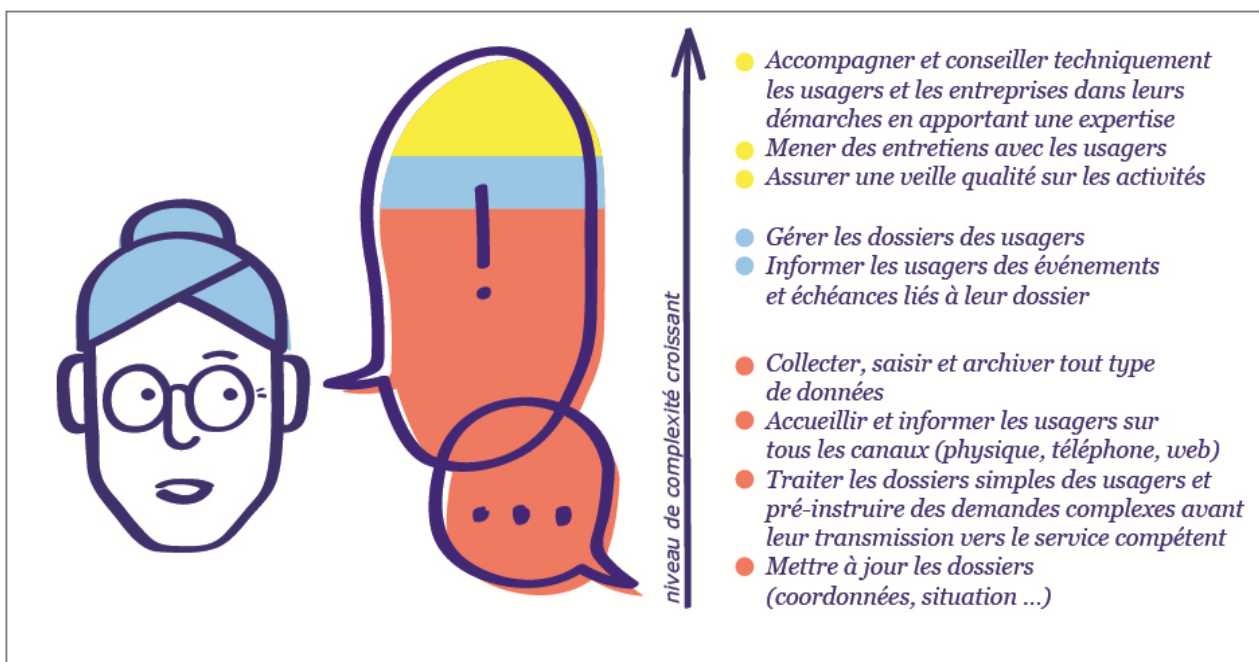 Accompagner et conseiller techniquement
les usagers et les entreprises dans leurs
démarches en apportant une expertise
Mener des entretiens avec les usagers
Assurer une veille qualité sur les activités
Gérer les dossiers des usagers
Informer les usagers des événements
et échéances liés à leur dossier
Collecter, saisir et archiver tout type
de données
Accueillir et informer les usagers sur
tous les canaux (physique, téléphone, web)
Traiter les dossiers simples des usagers et
pré-instruire des demandes complexes avant
leur transmission vers le service compétent
Mettre à jour les dossiers
(coordonnées, situation ...)
niveau de complexité croissant